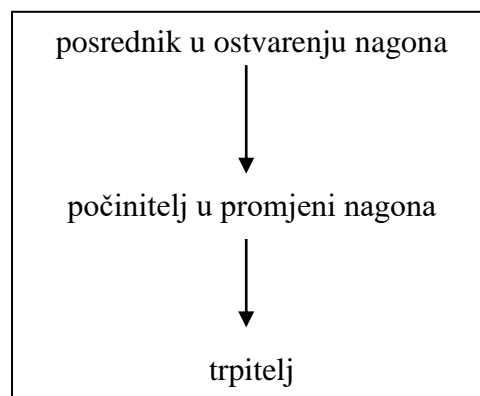 posrednik u ostvarenju nagona
počinitelj u promjeni nagona
trpitelj